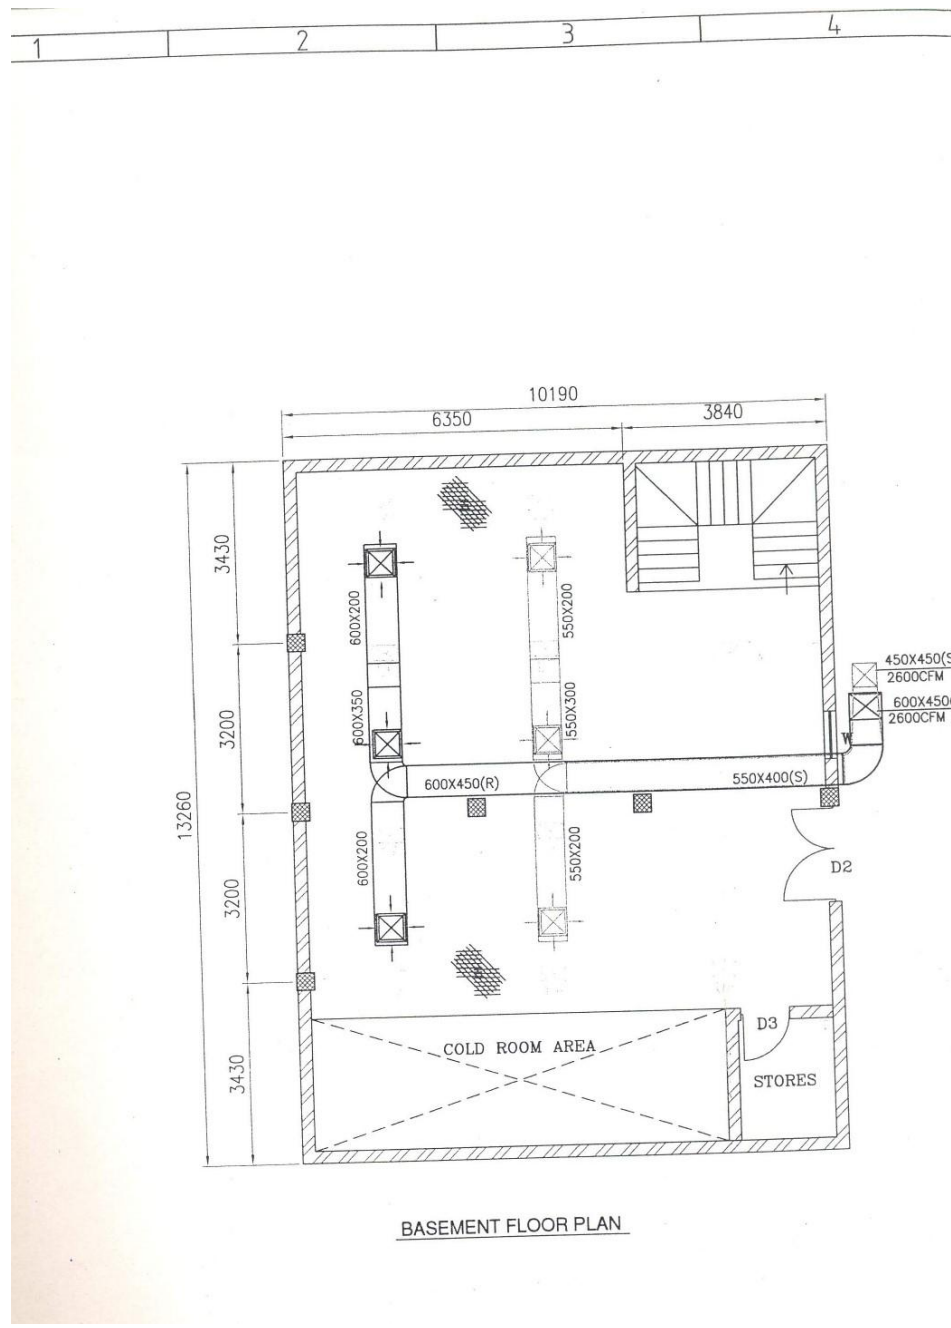 1 2 3 4
10190
6350 3840
3430
3200
13260
3200
3430
600X200
550X200
600X350
550X300
450X450(S
2600CFM
600X450(
2600CFM
W
600X450(R)
550X400(S)
600X200
550X200
D2
D3
COLD ROOM AREA
STORES
BASEMENT FLOOR PLAN